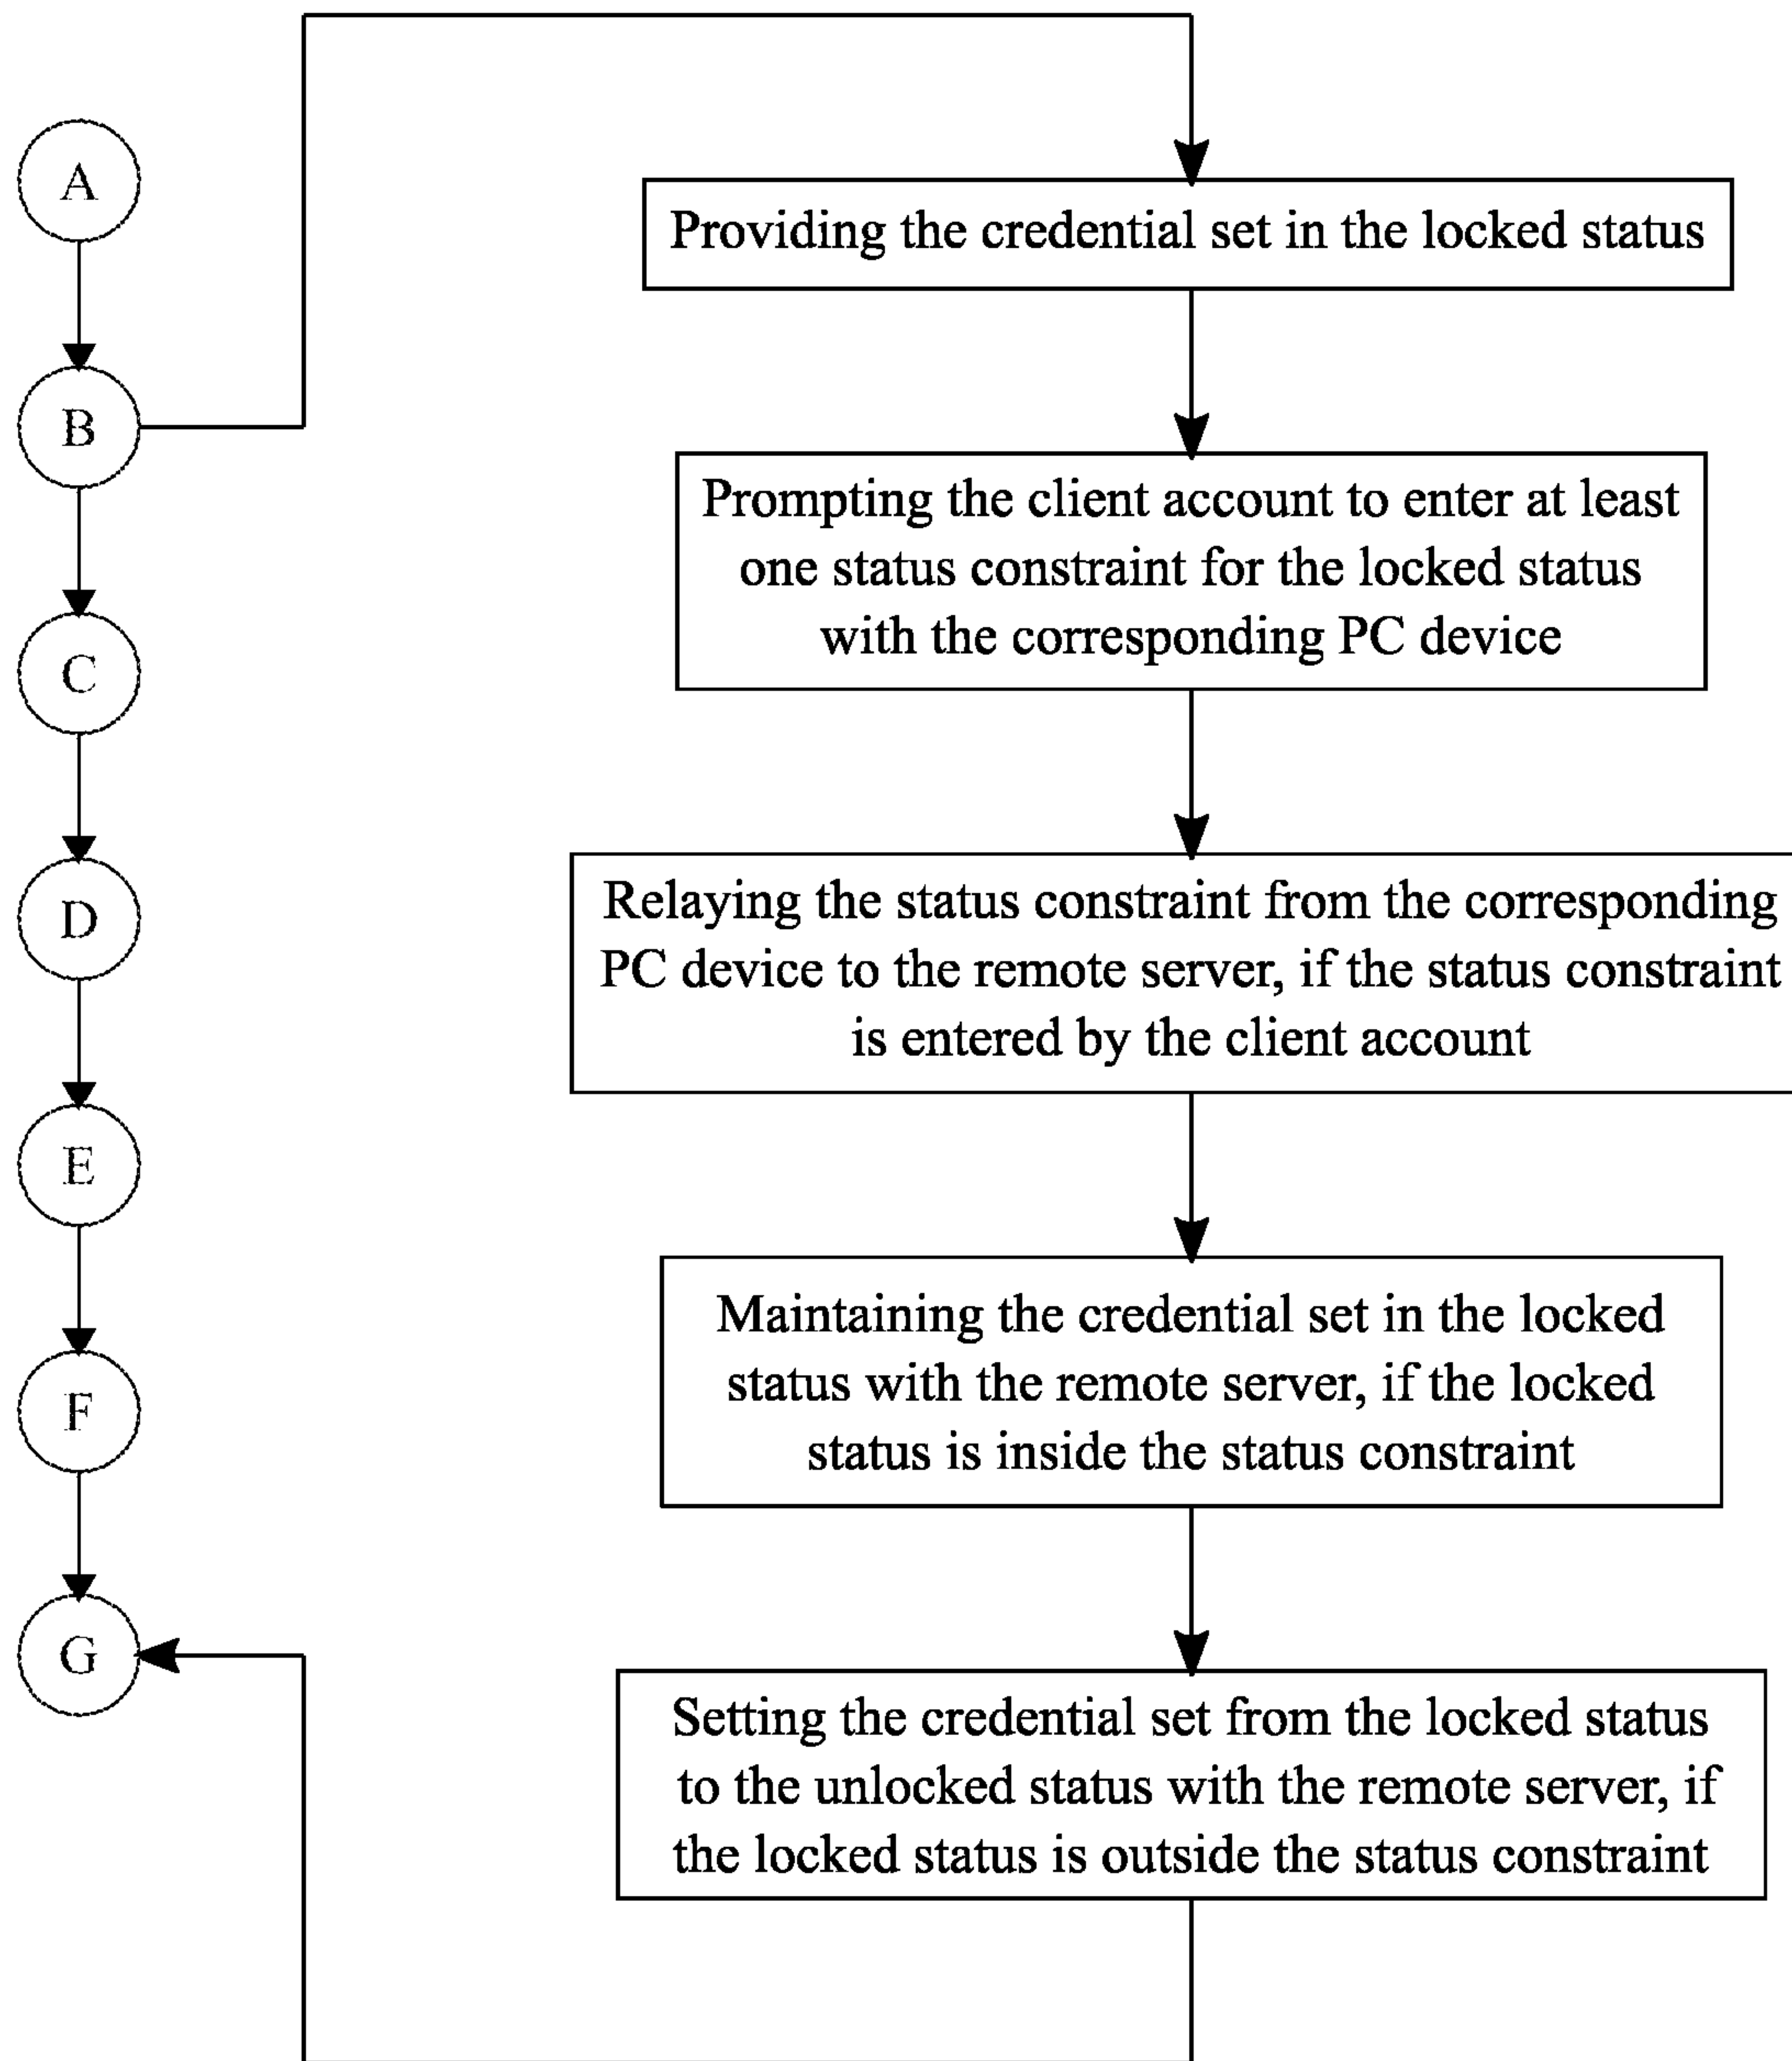 A
B
C
D
E
F
G
Providing the credential set in the locked status
Prompting the client account to enter at least
one status constraint for the locked status
with the corresponding PC device
Relaying the status constraint from the corresponding
PC device to the remote server, if the status constraint
is entered by the client account
Maintaining the credential set in the locked
status with the remote server, if the locked
status is inside the status constraint
Setting the credential set from the locked status
to the unlocked status with the remote server, if
the locked status is outside the status constraint